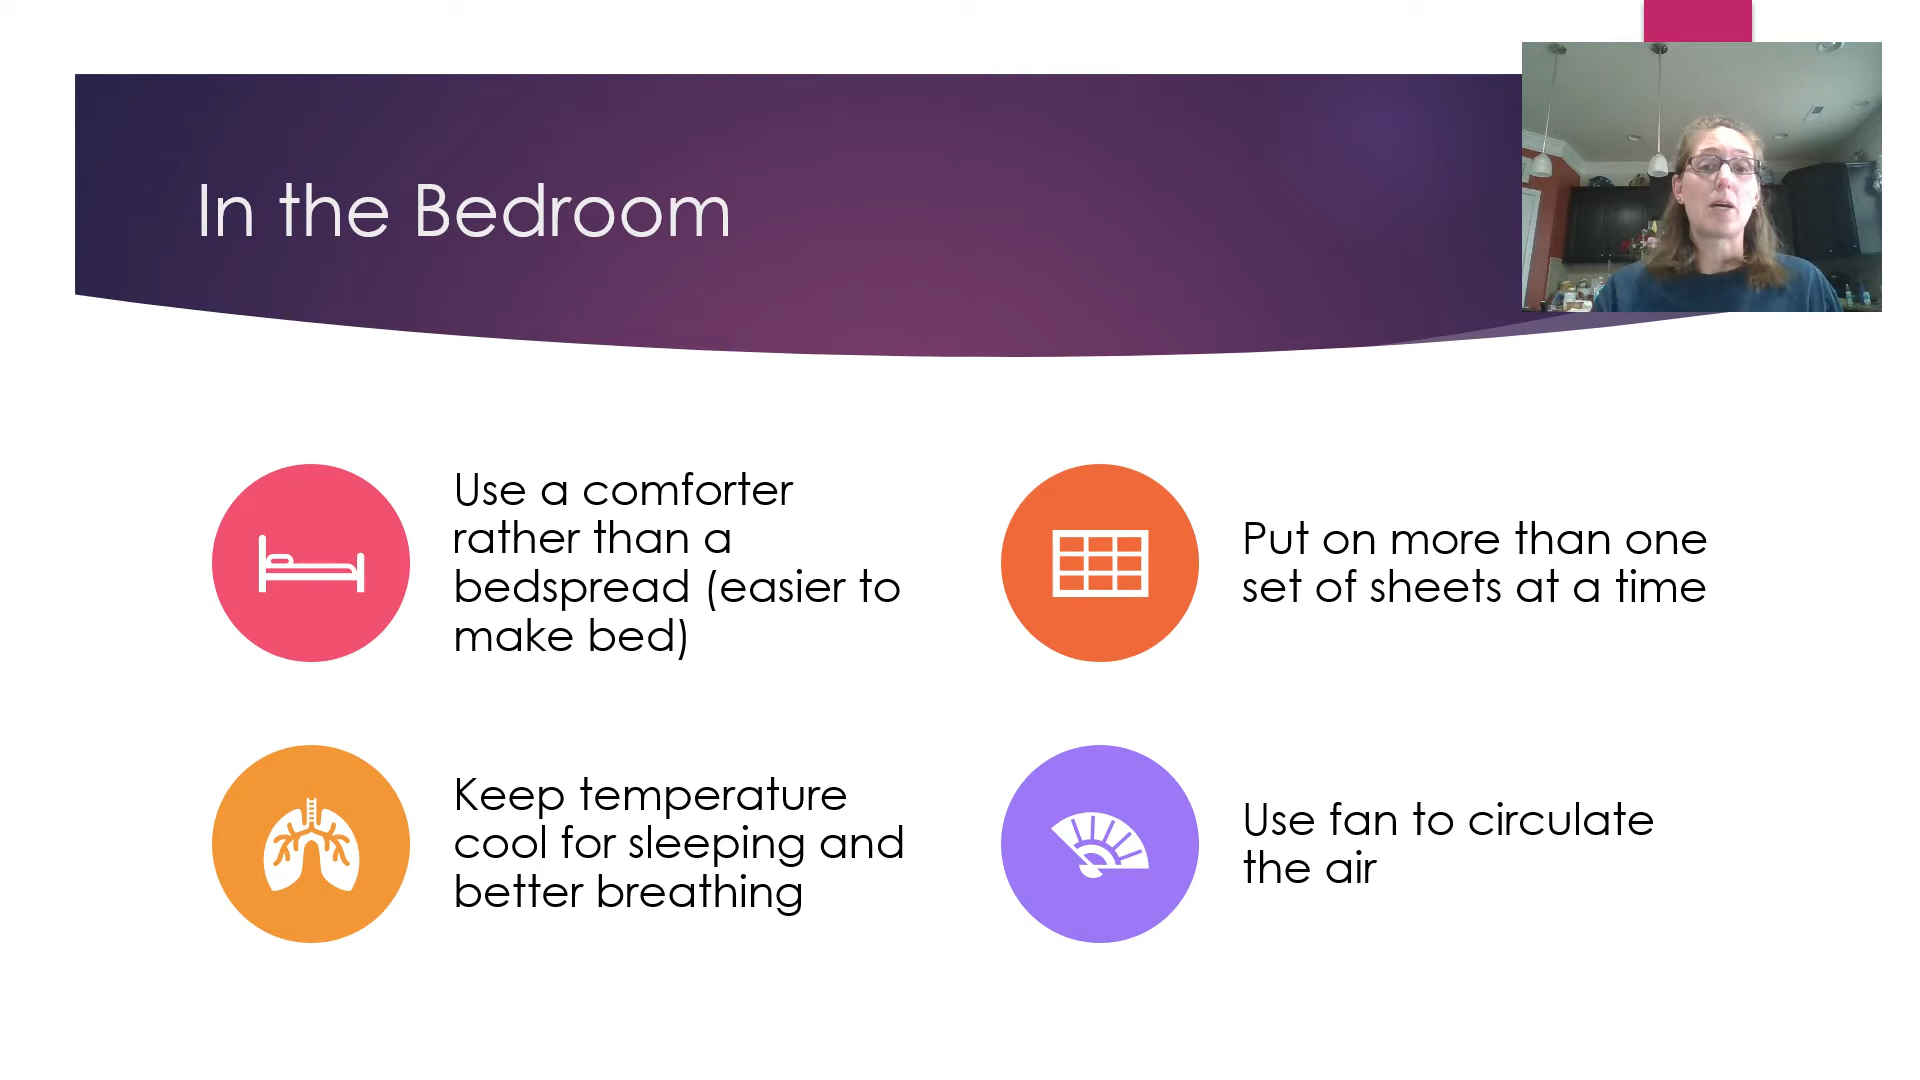 In the Bedroom
Use a comforter
rather than a
bedspread (easier to
make bed)
Put on more than one
set of sheets at a time
Keep temperature
cool for sleeping and
better breathing
Use fan to circulate
the air